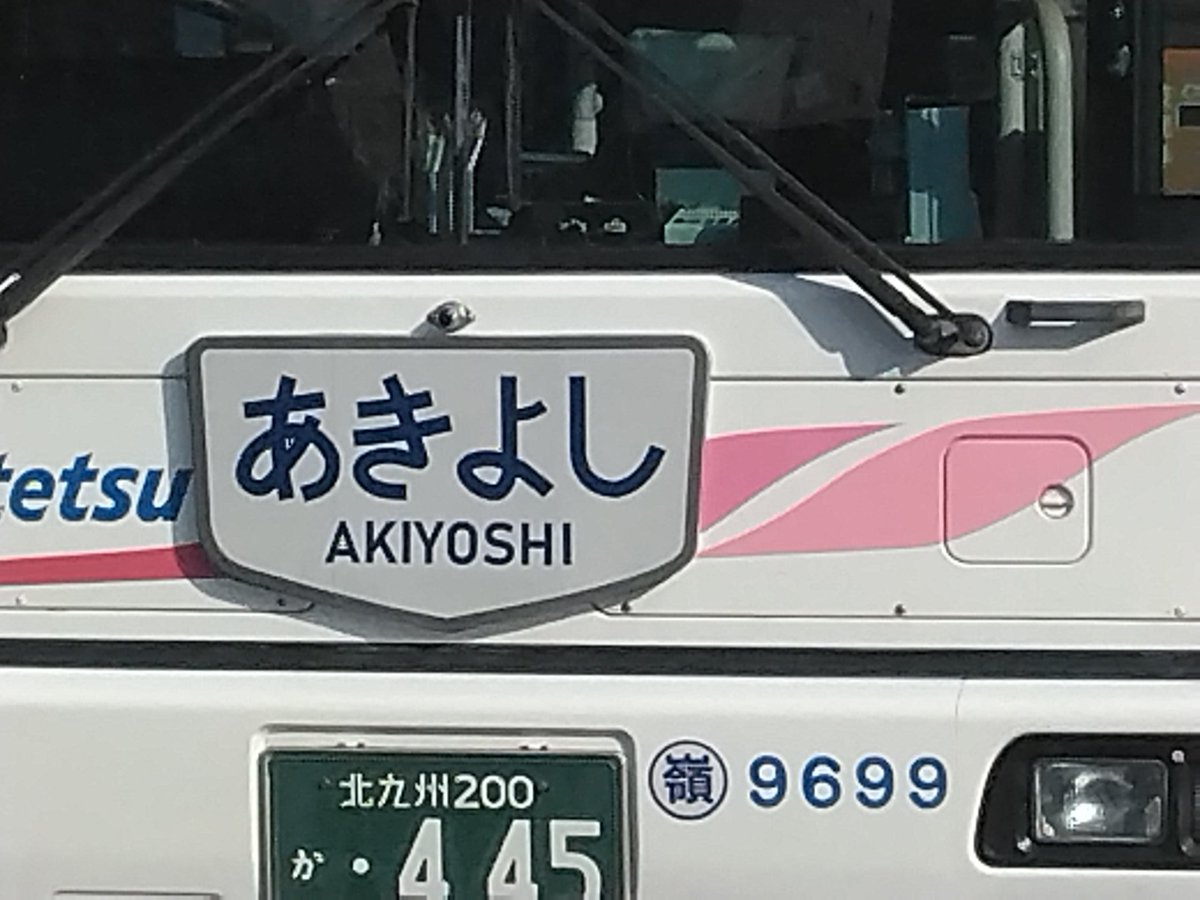 tetsu
あきよし
AKIYOSHI
北九州200
か ・445
嶺 9699